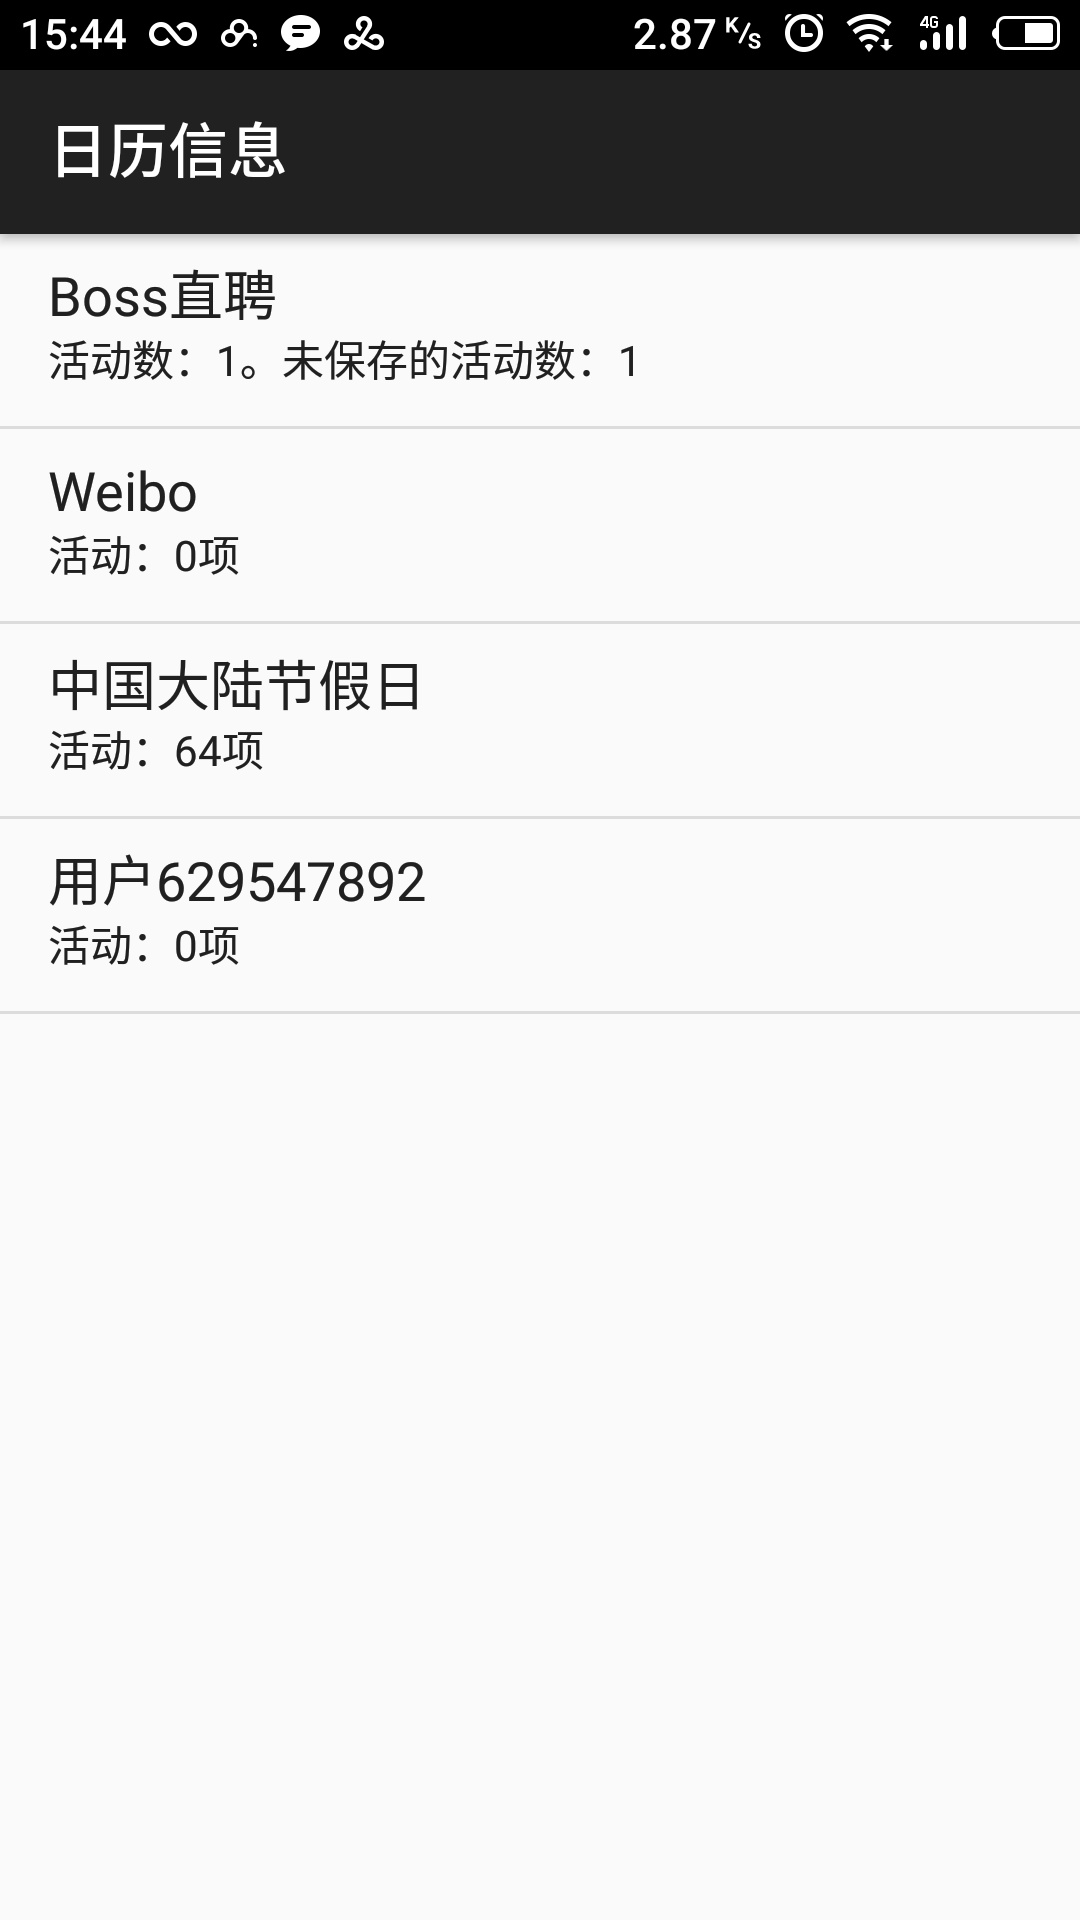 15:44 2.87 K/s 4G
日历信息
Boss直聘
活动数：1。未保存的活动数：1
Weibo
活动：0项
中国大陆节假日
活动：64项
用户629547892
活动：0项